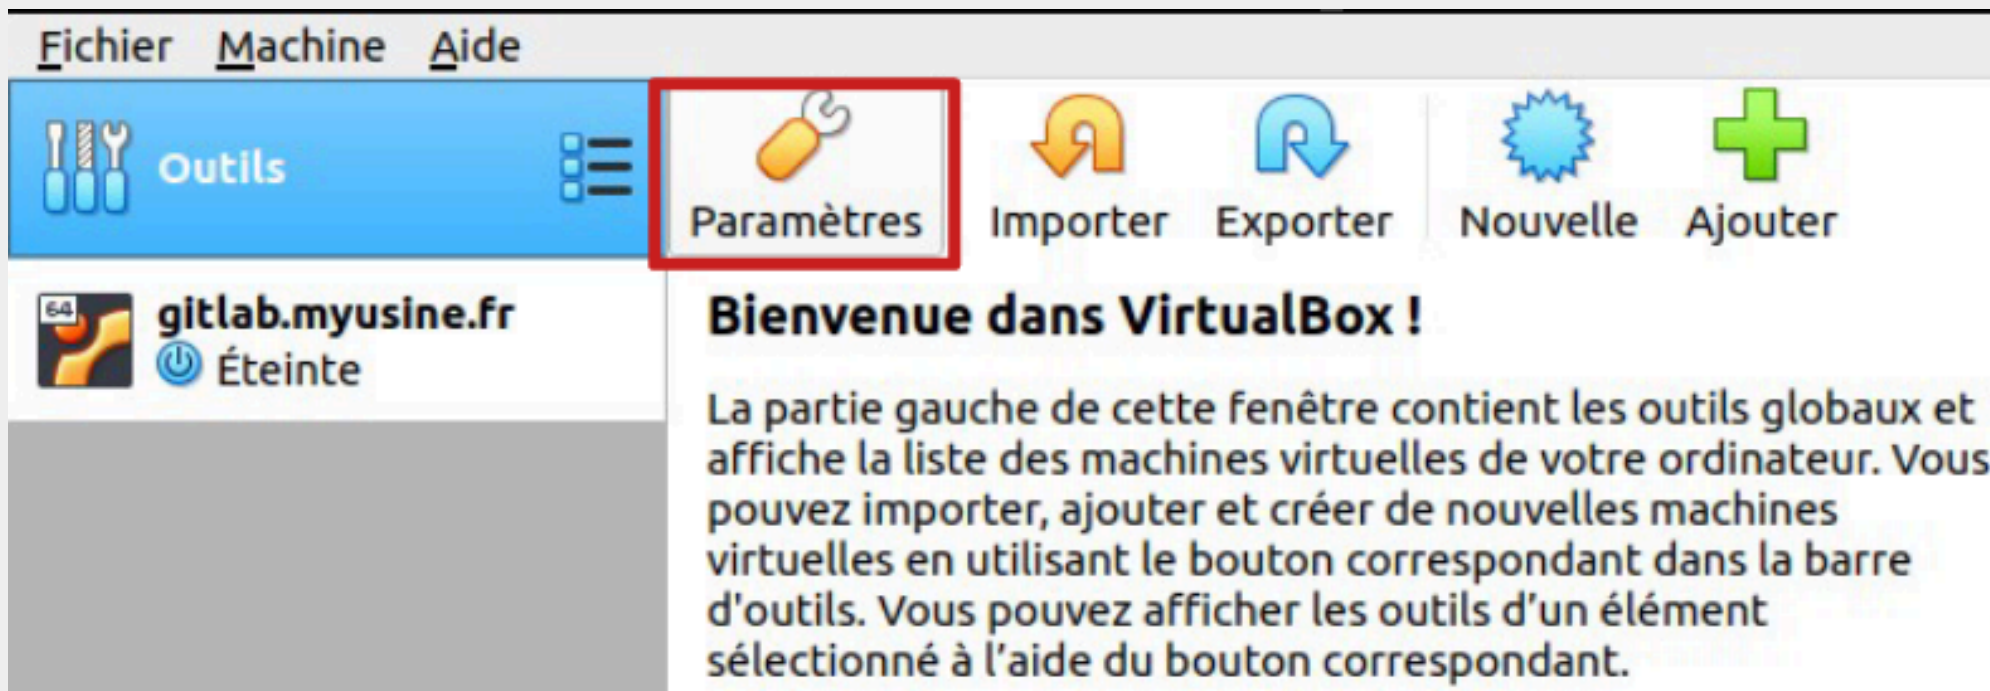 Fichier Machine Aide
Outils
Paramètres Importer Exporter Nouvelle Ajouter
64
gitlab.myusine.fr
Éteinte
Bienvenue dans VirtualBox !
La partie gauche de cette fenêtre contient les outils globaux et
affiche la liste des machines virtuelles de votre ordinateur. Vous
pouvez importer, ajouter et créer de nouvelles machines
virtuelles en utilisant le bouton correspondant dans la barre
d'outils. Vous pouvez afficher les outils d’un élément
sélectionné à l’aide du bouton correspondant.